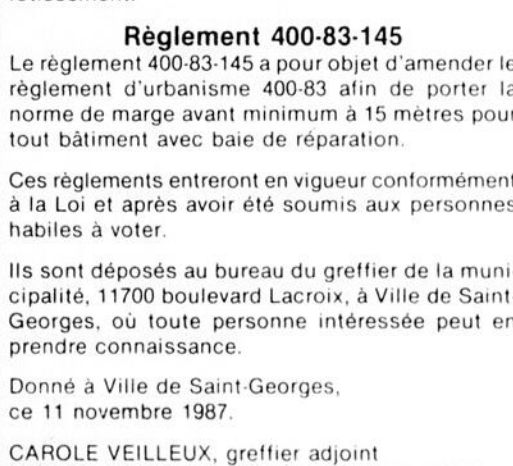 Règlement 400-83-145
Le règlement 400-83-145 a pour objet d'amender le
règlement d'urbanisme 400-83 afin de porter la
norme de marge avant minimum à 15 mètres pour
tout bâtiment avec baie de réparation.
Ces règlements entreront en vigueur conformément
à la Loi et après avoir été soumis aux personnes
habiles à voter.
Ils sont déposés au bureau du greffier de la muni-
cipalité, 11700 boulevard Lacroix, à Ville de Saint-
Georges, où toute personne intéressée peut en
prendre connaissance.
Donné à Ville de Saint-Georges,
ce 11 novembre 1987.
CAROLE VEILLEUX, greffier adjoint